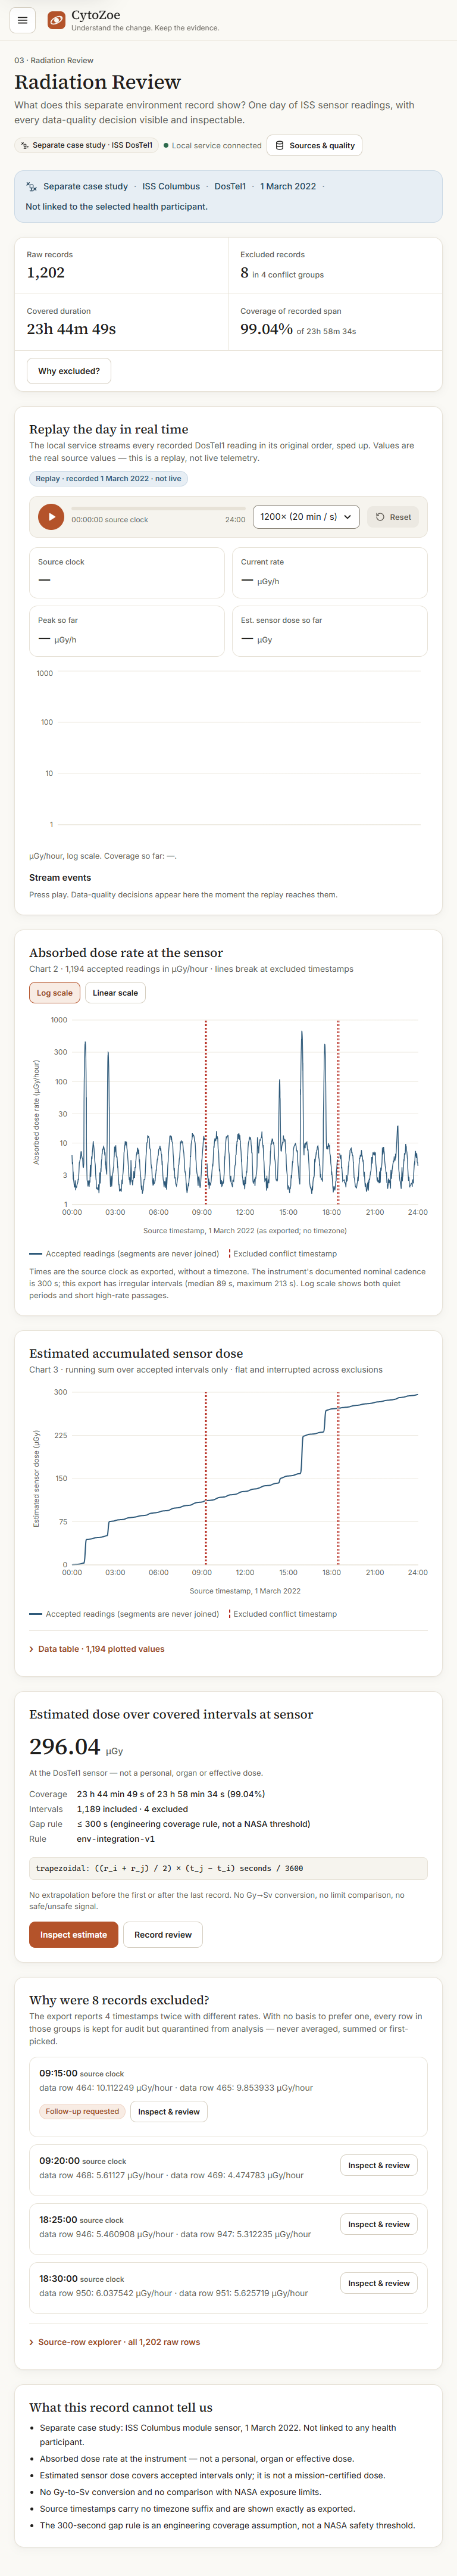 CytoZoe
Understand the change. Keep the evidence.
03 · Radiation Review
Radiation Review
What does this separate environment record show? One day of ISS sensor readings, with
every data-quality decision visible and inspectable.
Separate case study · ISS DosTel1
Local service connected
Sources & quality
Separate case study · ISS Columbus · DosTel1 · 1 March 2022 ·
Not linked to the selected health participant.
Raw records
1,202
Excluded records
8 in 4 conflict groups
Covered duration
23h 44m 49s
Coverage of recorded span
99.04% of 23h 58m 34s
Why excluded?
Replay the day in real time
The local service streams every recorded DosTel1 reading in its original order, sped up. Values are
the real source values — this is a replay, not live telemetry.
Replay · recorded 1 March 2022 · not live
00:00:00 source clock
24:00
1200× (20 min / s)
Reset
Source clock
—
Current rate
— µGy/h
Peak so far
— µGy/h
Est. sensor dose so far
— µGy
1000
100
10
1
µGy/hour, log scale. Coverage so far: —.
Stream events
Press play. Data-quality decisions appear here the moment the replay reaches them.
Absorbed dose rate at the sensor
Chart 2 · 1,194 accepted readings in µGy/hour · lines break at excluded timestamps
Log scale
Linear scale
Absorbed dose rate (µGy/hour)
1000
300
100
30
10
3
1
00:00 03:00 06:00 09:00 12:00 15:00 18:00 21:00 24:00
Source timestamp, 1 March 2022 (as exported; no timezone)
Accepted readings (segments are never joined)
Excluded conflict timestamp
Times are the source clock as exported, without a timezone. The instrument's documented nominal cadence
is 300 s; this export has irregular intervals (median 89 s, maximum 213 s). Log scale shows both quiet
periods and short high-rate passages.
Estimated accumulated sensor dose
Chart 3 · running sum over accepted intervals only · flat and interrupted across exclusions
Estimated sensor dose (µGy)
300
225
150
75
0
00:00 03:00 06:00 09:00 12:00 15:00 18:00 21:00 24:00
Source timestamp, 1 March 2022
Accepted readings (segments are never joined)
Excluded conflict timestamp
Data table · 1,194 plotted values
Estimated dose over covered intervals at sensor
296.04 µGy
At the DosTel1 sensor — not a personal, organ or effective dose.
Coverage 23 h 44 min 49 s of 23 h 58 min 34 s (99.04%)
Intervals 1,189 included · 4 excluded
Gap rule ≤ 300 s (engineering coverage rule, not a NASA threshold)
Rule env-integration-v1
trapezoidal: ((r_i + r_j) / 2) × (t_j − t_i) seconds / 3600
No extrapolation before the first or after the last record. No Gy→Sv conversion, no limit comparison, no
safe/unsafe signal.
Inspect estimate
Record review
Why were 8 records excluded?
The export reports 4 timestamps twice with different rates. With no basis to prefer one, every row in
those groups is kept for audit but quarantined from analysis — never averaged, summed or first-
picked.
09:15:00 source clock
data row 464: 10.112249 µGy/hour · data row 465: 9.853933 µGy/hour
Follow-up requested
Inspect & review
09:20:00 source clock
data row 468: 5.61127 µGy/hour · data row 469: 4.474783 µGy/hour
Inspect & review
18:25:00 source clock
data row 946: 5.460908 µGy/hour · data row 947: 5.312235 µGy/hour
Inspect & review
18:30:00 source clock
data row 950: 6.037542 µGy/hour · data row 951: 5.625719 µGy/hour
Inspect & review
Source-row explorer · all 1,202 raw rows
What this record cannot tell us
• Separate case study: ISS Columbus module sensor, 1 March 2022. Not linked to any health
participant.
• Absorbed dose rate at the instrument — not a personal, organ or effective dose.
• Estimated sensor dose covers accepted intervals only; it is not a mission-certified dose.
• No Gy-to-Sv conversion and no comparison with NASA exposure limits.
• Source timestamps carry no timezone suffix and are shown exactly as exported.
• The 300-second gap rule is an engineering coverage assumption, not a NASA safety threshold.